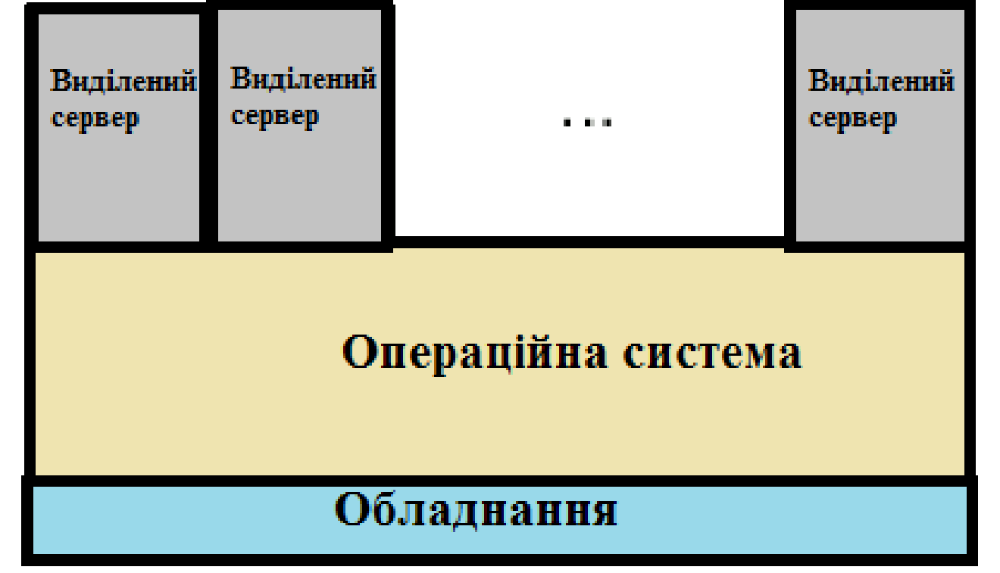 Виділений
сервер
Виділений
сервер
...
Виділений
сервер
Операційна система
Обладнання